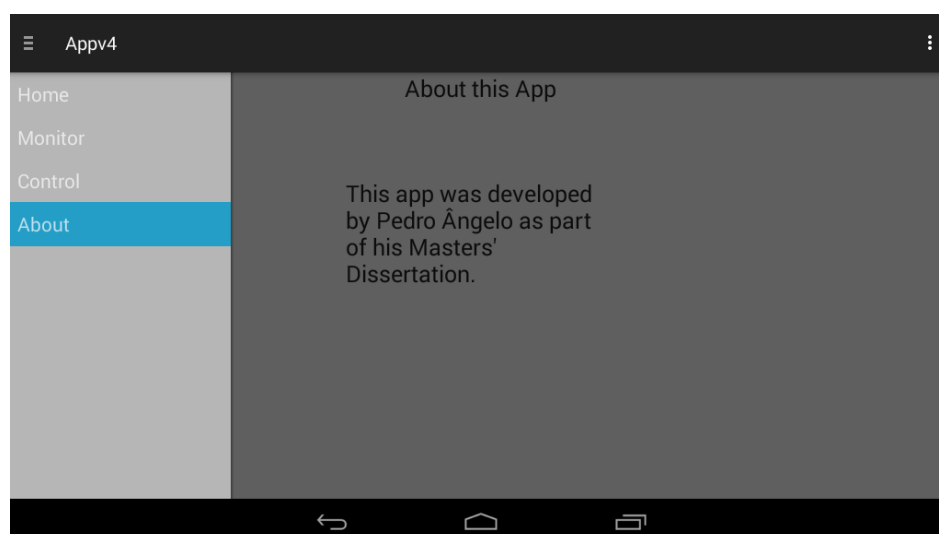 Appv4
Home
Monitor
Control
About
About this App
This app was developed
by Pedro Ângelo as part
of his Masters'
Dissertation.